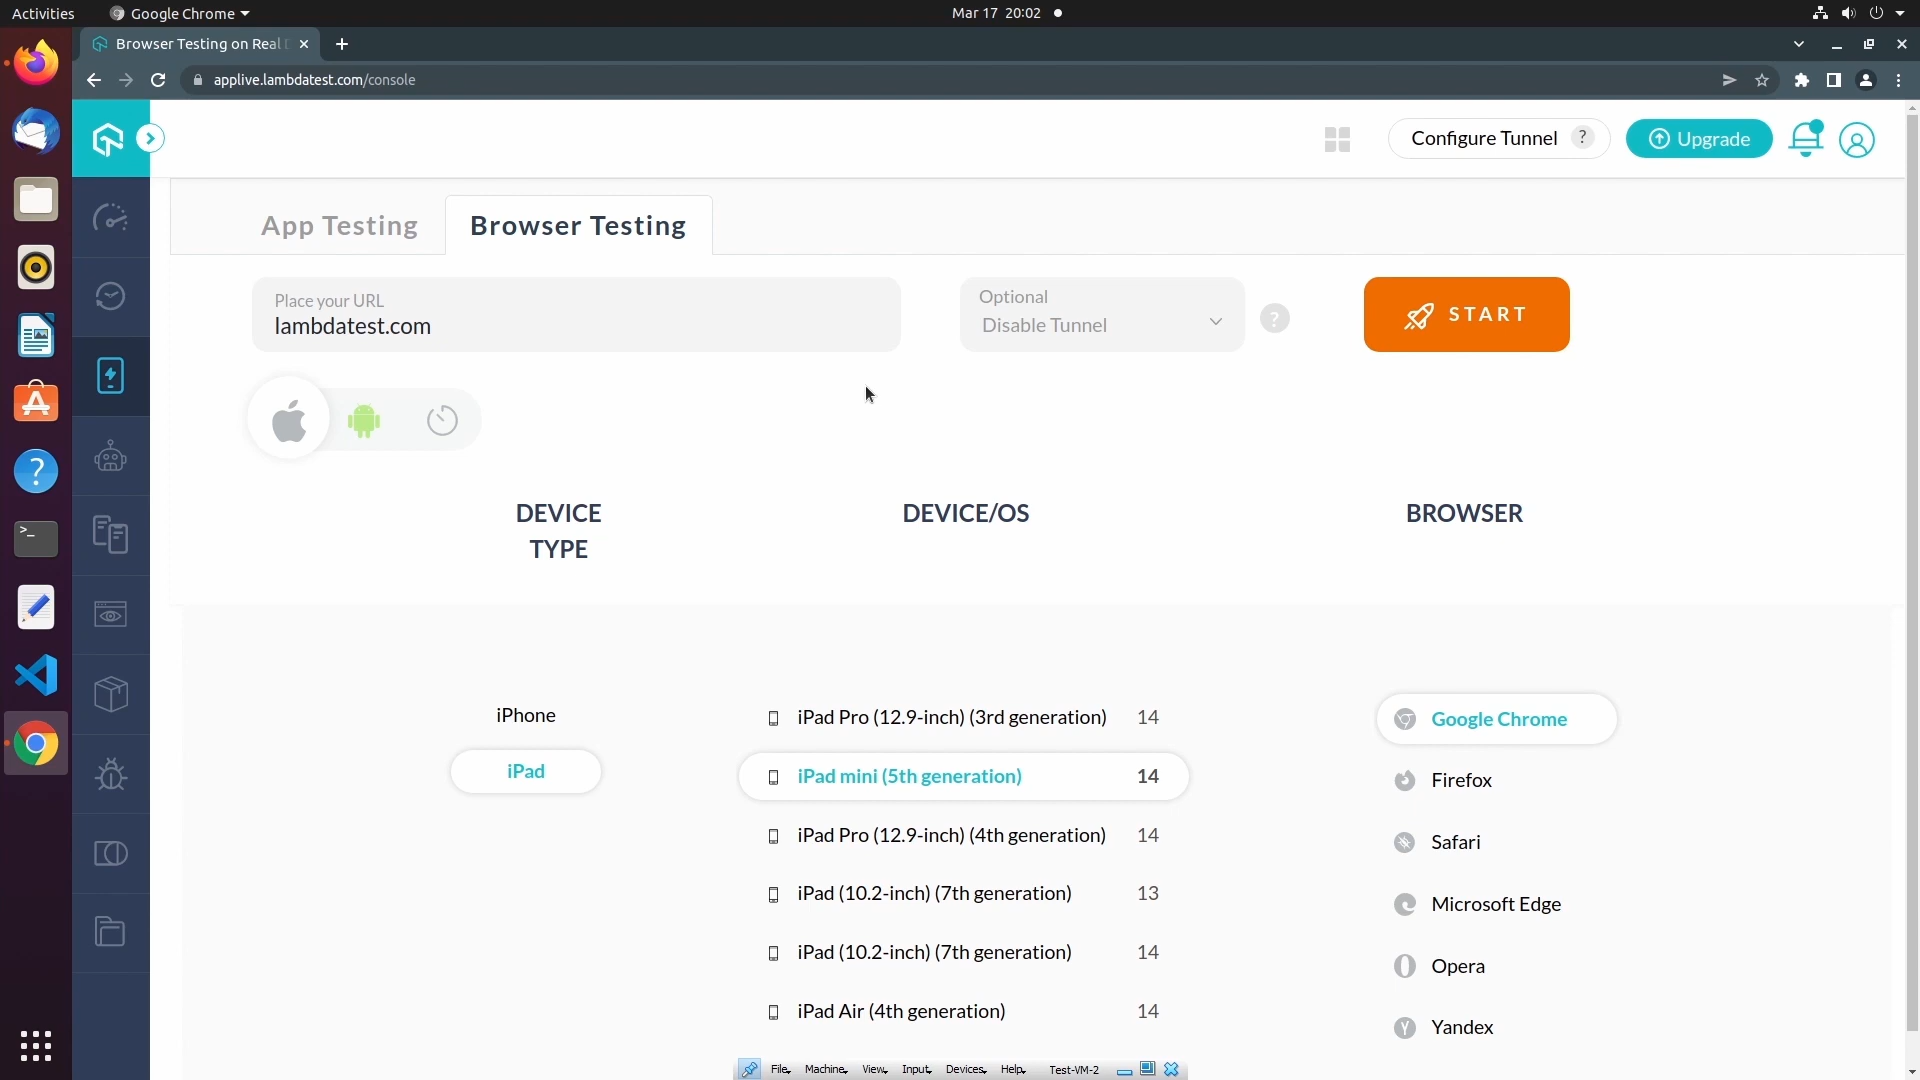 Activities
Google Chrome
Mar 17 20:02
Browser Testing on Real
applive.lambdatest.com/console
Configure Tunnel ?
Upgrade
App Testing
Browser Testing
Place your URL
lambdatest.com
Optional
Disable Tunnel
?
START
DEVICE
TYPE
DEVICE/OS
BROWSER
iPhone
iPad
iPad Pro (12.9-inch) (3rd generation) 14
iPad mini (5th generation) 14
iPad Pro (12.9-inch) (4th generation) 14
iPad (10.2-inch) (7th generation) 13
iPad (10.2-inch) (7th generation) 14
iPad Air (4th generation) 14
Google Chrome
Firefox
Safari
Microsoft Edge
Opera
Yandex
File Machine View Input Devices Help Test-VM-2